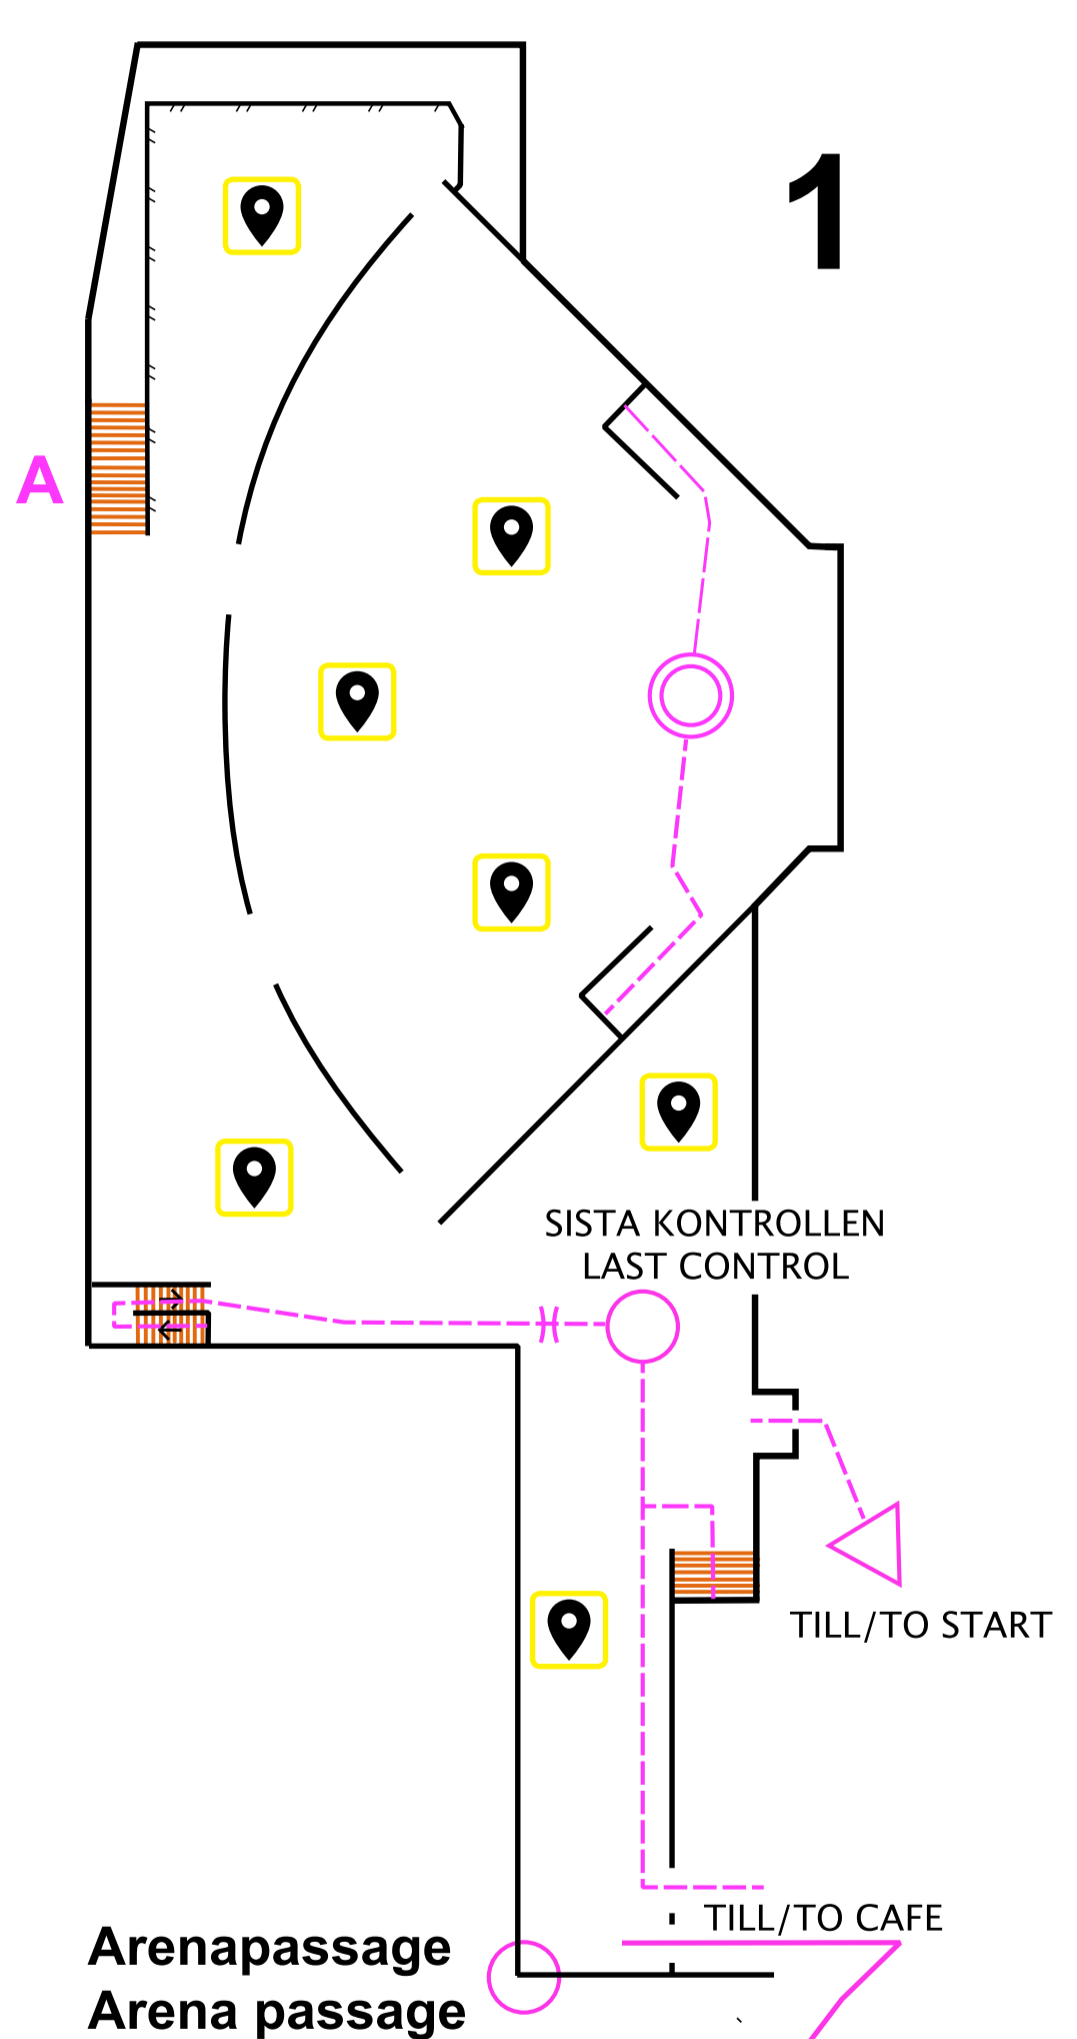 1
A
SISTA KONTROLLEN
LAST CONTROL
TILL/TO START
TILL/TO CAFE
Arenapassage
Arena passage